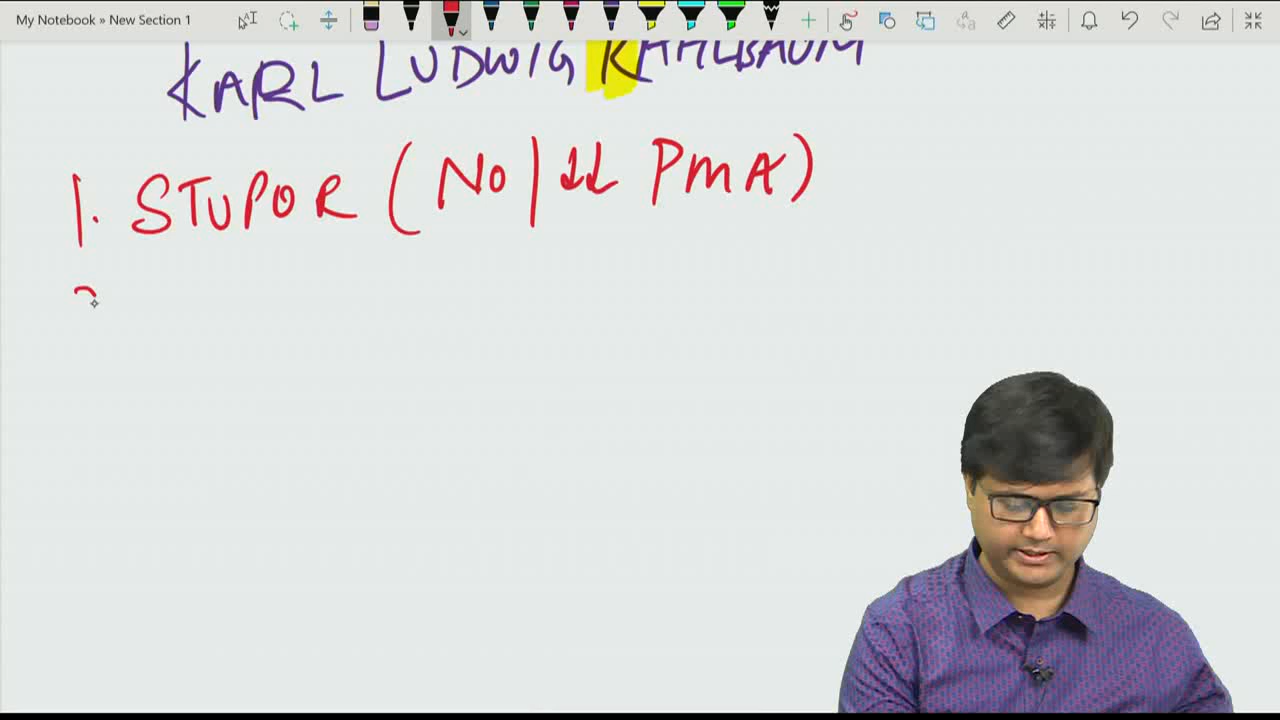 My Notebook » New Section 1
KARL LUDWIG KAHLBAUM
1. STUPOR (NO | ↓↓ PMA)